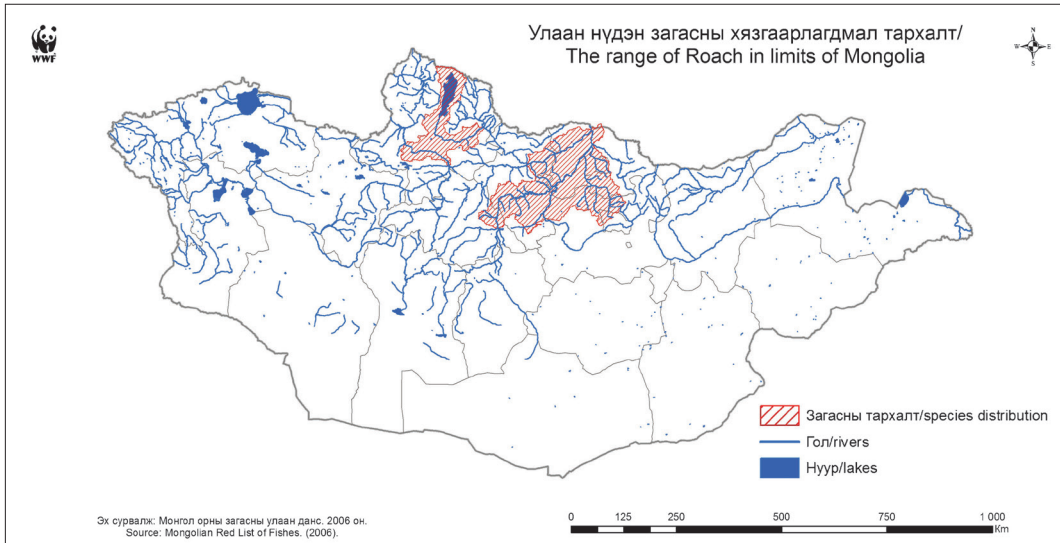 WWF
Улаан нүдэн загасны хязгаарлагдмал тархалт/
The range of Roach in limits of Mongolia
N
W E
S
Загасны тархалт/species distribution
Гол/rivers
Нуур/lakes
Эх сурвалж: Монгол орны загасны улаан данс. 2006 он.
Source: Mongolian Red List of Fishes. (2006).
0 125 250 500 750 1 000
Km